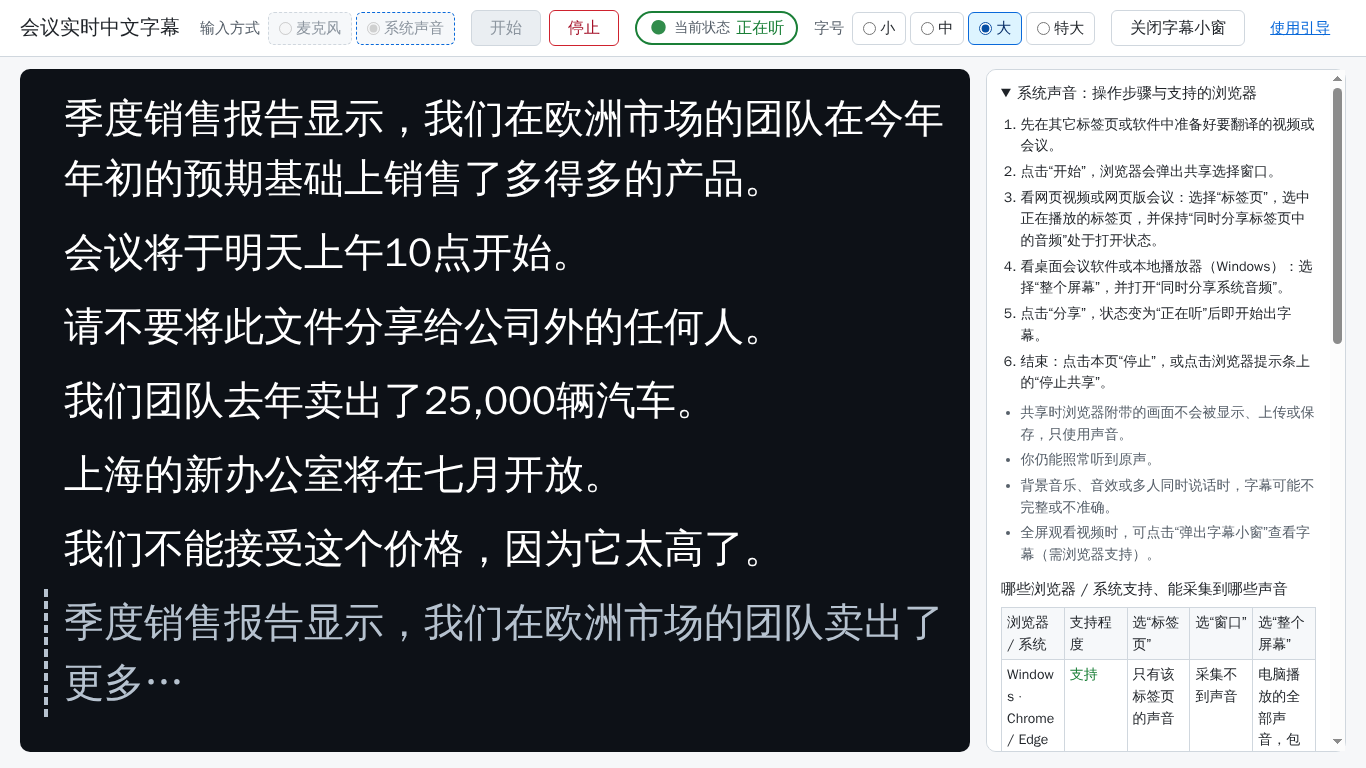 会议实时中文字幕 输入方式 麦克风 系统声音 开始 停止 当前状态 正在听 字号 小 中 大 特大 关闭字幕小窗 使用引导
季度销售报告显示，我们在欧洲市场的团队在今年
年初的预期基础上销售了多得多的产品。
会议将于明天上午10点开始。
请不要将此文件分享给公司外的任何人。
我们团队去年卖出了25,000辆汽车。
上海的新办公室将在七月开放。
我们不能接受这个价格，因为它太高了。
季度销售报告显示，我们在欧洲市场的团队卖出了
更多…
▼ 系统声音：操作步骤与支持的浏览器
1. 先在其它标签页或软件中准备好要翻译的视频或
会议。
2. 点击“开始”，浏览器会弹出共享选择窗口。
3. 看网页视频或网页版会议：选择“标签页”，选中
正在播放的标签页，并保持“同时分享标签页中
的音频”处于打开状态。
4. 看桌面会议软件或本地播放器（Windows）：选
择“整个屏幕”，并打开“同时分享系统音频”。
5. 点击“分享”，状态变为“正在听”后即开始出字
幕。
6. 结束：点击本页“停止”，或点击浏览器提示条上
的“停止共享”。
• 共享时浏览器附带的画面不会被显示、上传或保
存，只使用声音。
• 你仍能照常听到原声。
• 背景音乐、音效或多人同时说话时，字幕可能不
完整或不准确。
• 全屏观看视频时，可点击“弹出字幕小窗”查看字
幕（需浏览器支持）。
哪些浏览器 / 系统支持、能采集到哪些声音
浏览器 支持程 选“标签 选“窗口” 选“整个
/ 系统 度 页” 屏幕”
Window 支持 只有该 采集不 电脑播
s · 标签页 到声音 放的全
Chrome 的声音 部声
/ Edge 音，包